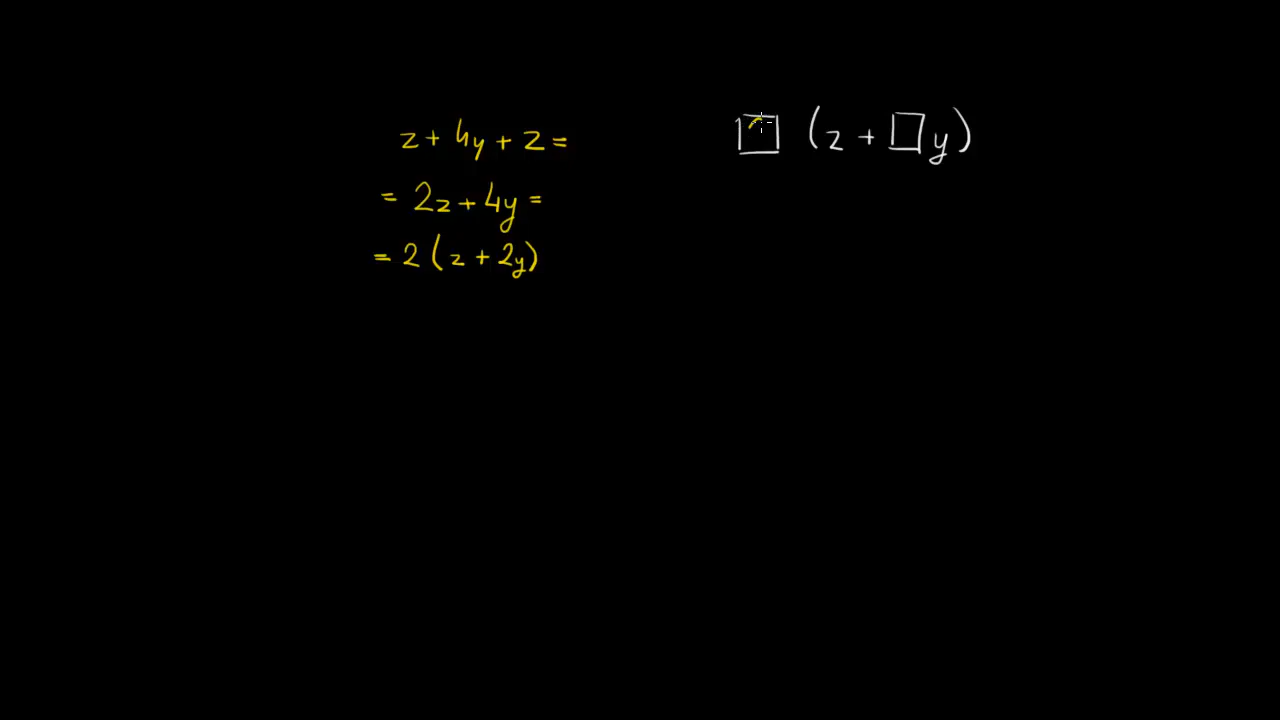 z + 4y + z =
= 2z + 4y =
= 2 (z + 2y)
□ (z + □y)